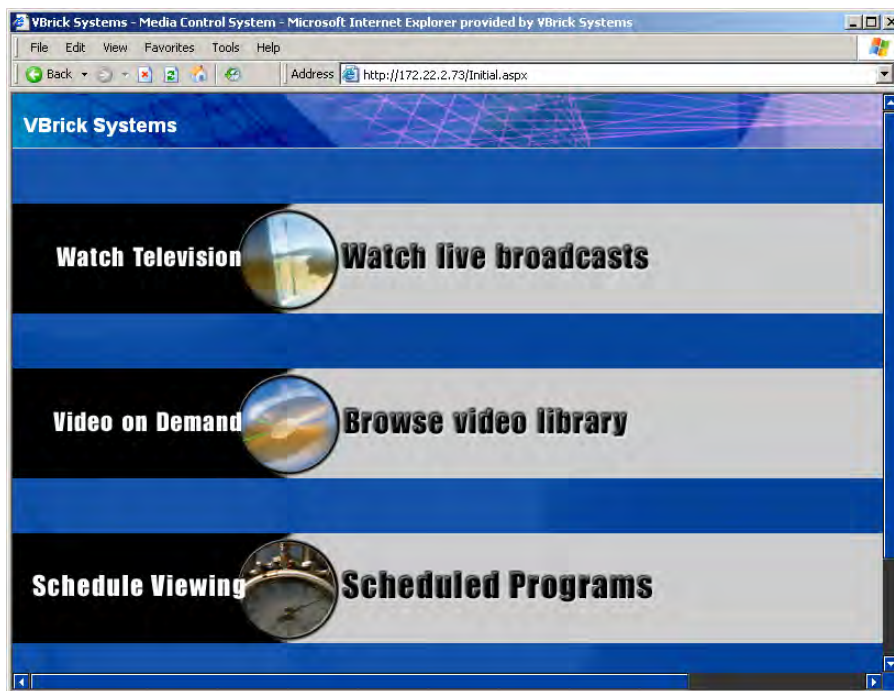 VBrick Systems - Media Control System - Microsoft Internet Explorer provided by VBrick Systems
File Edit View Favorites Tools Help
Back Address http://172.22.2.73/Initial.aspx
VBrick Systems
Watch Television Watch live broadcasts
Video on Demand Browse video library
Schedule Viewing Scheduled Programs